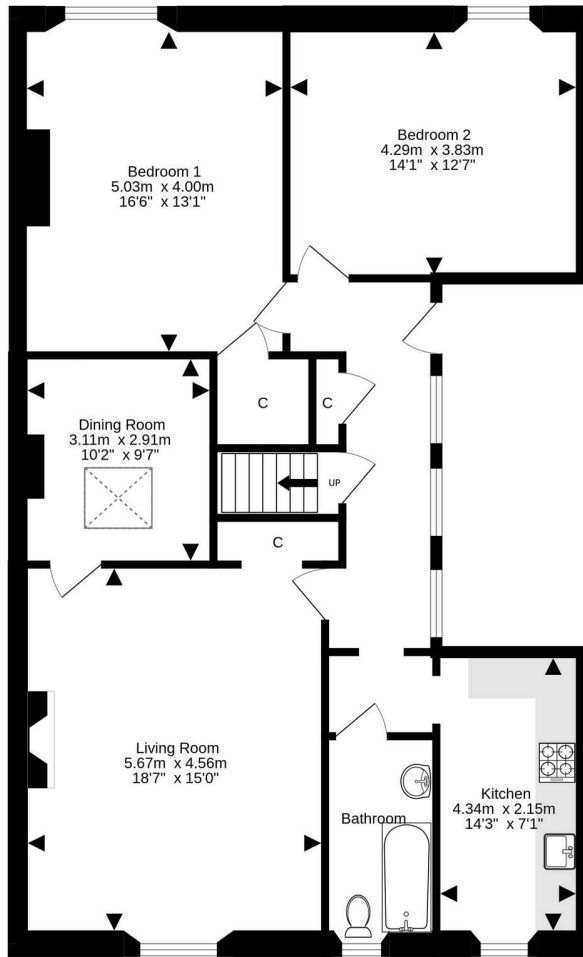 Bedroom 1
5.03m x 4.00m
16'6" x 13'1"
Bedroom 2
4.29m x 3.83m
14'1" x 12'7"
C
C
Dining Room
3.11m x 2.91m
10'2" x 9'7"
UP
C
Living Room
5.67m x 4.56m
18'7" x 15'0"
Bathroom
Kitchen
4.34m x 2.15m
14'3" x 7'1"